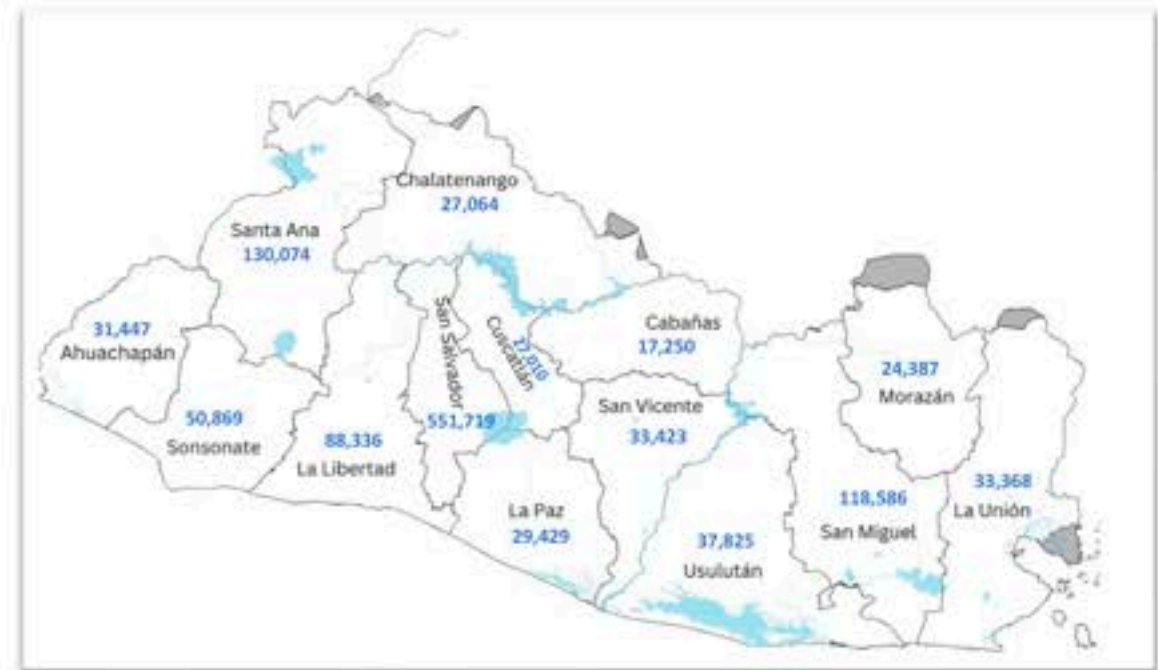 Chalatenango
27,064
Santa Ana
130,074
31,447
Ahuachapán
50,869
Sonsonate
88,336
La Libertad
San Salvador
551,719
Cuscatlán
Cabañas
17,250
San Vicente
33,423
La Paz
29,429
37,825
Usulután
24,387
Morazán
118,586
San Miguel
33,368
La Unión